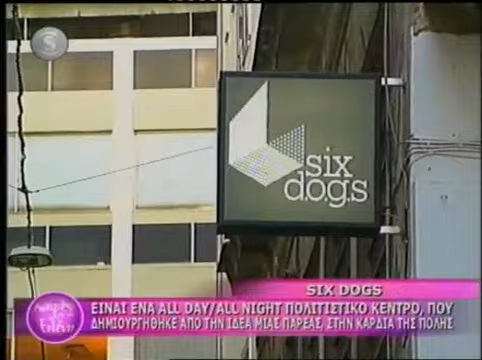 S
six
d.o.g.s
SIX DOGS
ΕΙΝΑΙ ΕΝΑ ALL DAY/ALL NIGHT ΠΟΛΙΤΙΣΤΙΚΟ ΚΕΝΤΡΟ, ΠΟΥ
ΔΗΜΙΟΥΡΓΗΘΗΚΕ ΑΠΟ ΤΗΝ ΙΔΕΑ ΜΙΑΣ ΠΑΡΕΑΣ, ΣΤΗΝ ΚΑΡΔΙΑ ΤΗΣ ΠΟΛΗΣ